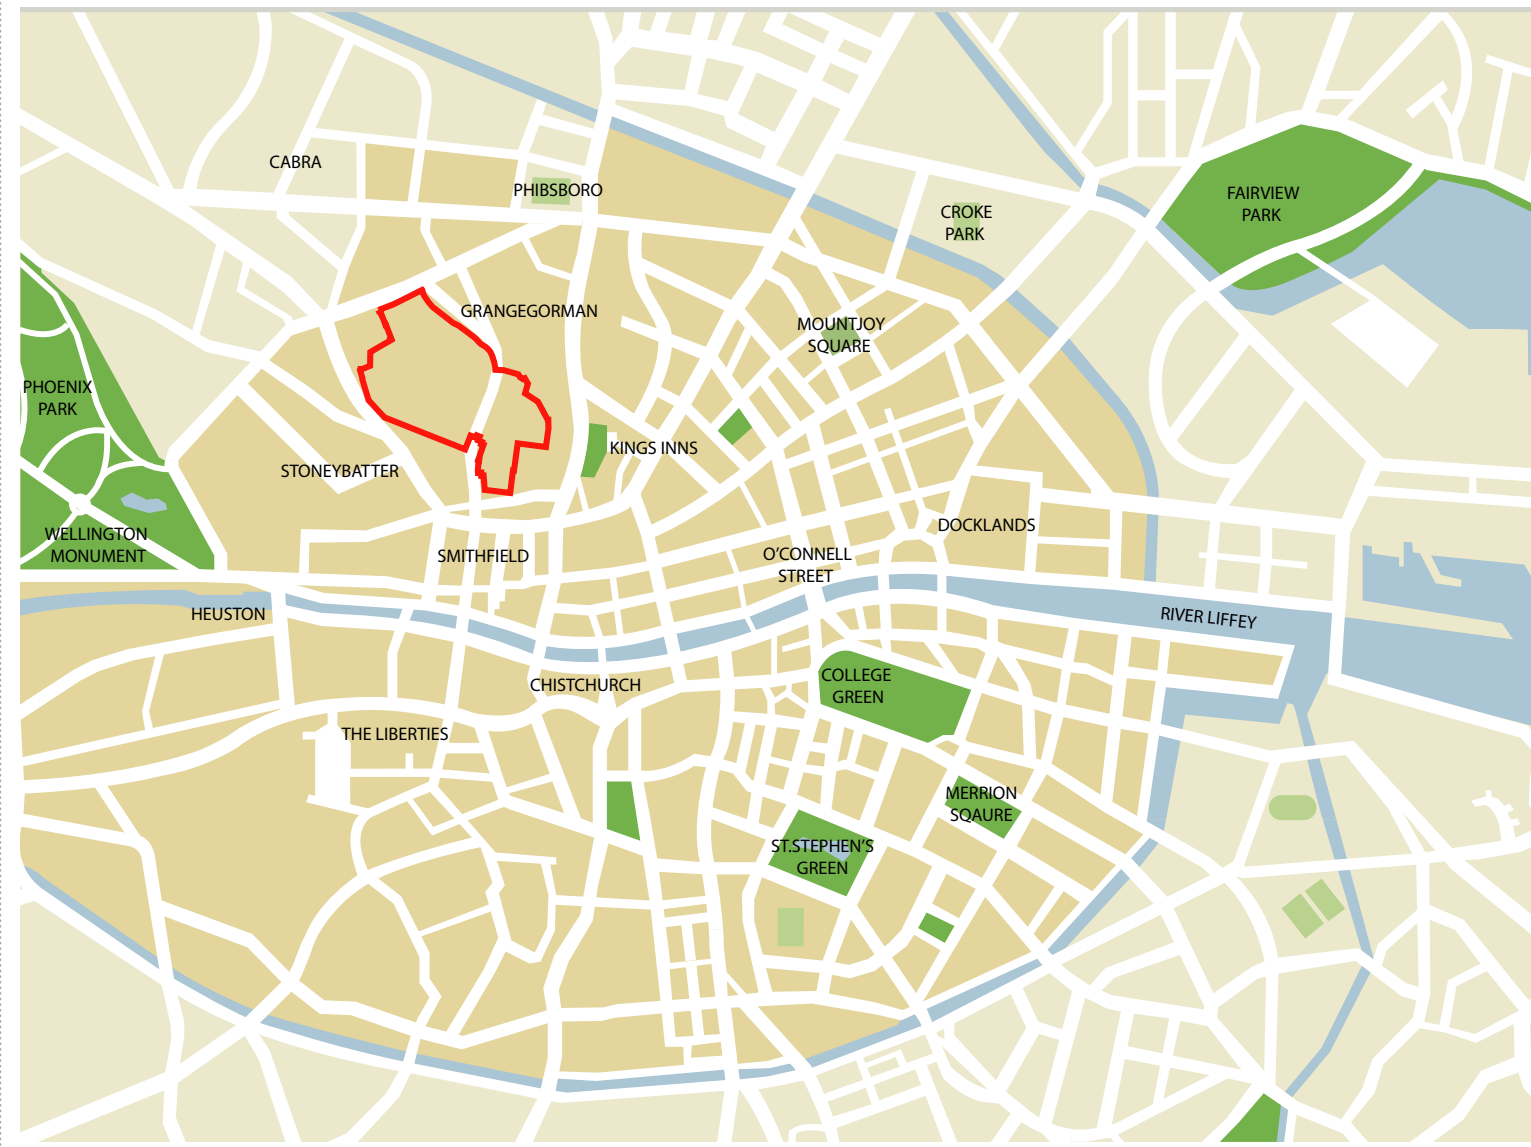 CABRA
PHIBSBORO
FAIRVIEW
PARK
CROKE
PARK
GRANGEGORMAN
MOUNTJOY
SQUARE
PHOENIX
PARK
KINGS INNS
STONEYBATTER
DOCKLANDS
WELLINGTON
MONUMENT
SMITHFIELD
O'CONNELL
STREET
HEUSTON
RIVER LIFFEY
CHISTCHURCH
COLLEGE
GREEN
THE LIBERTIES
MERRION
SQAURE
ST.STEPHEN'S
GREEN